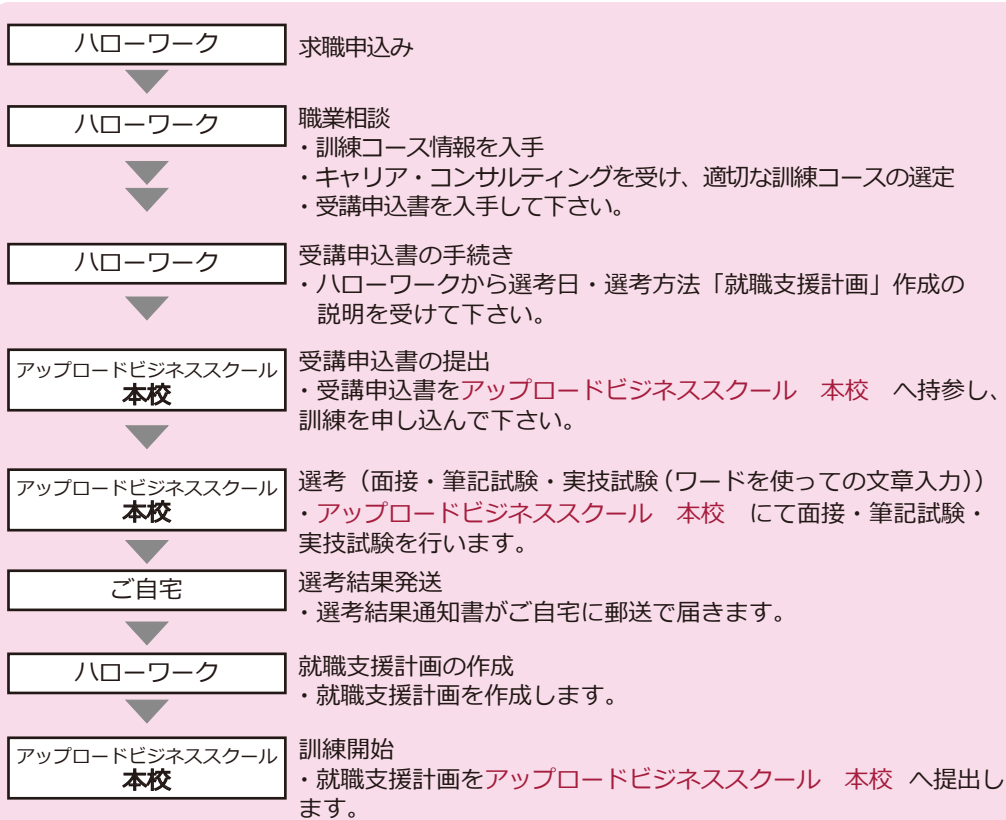 ハローワーク
求職申込み
ハローワーク
職業相談
・訓練コース情報を入手
・キャリア・コンサルティングを受け、適切な訓練コースの選定
・受講申込書を入手して下さい。
ハローワーク
受講申込書の手続き
・ハローワークから選考日・選考方法「就職支援計画」作成の
説明を受けて下さい。
アップロードビジネススクール
本校
受講申込書の提出
・受講申込書をアップロードビジネススクール 本校 へ持参し、
訓練を申し込んで下さい。
アップロードビジネススクール
本校
選考（面接・筆記試験・実技試験(ワードを使っての文章入力)）
・アップロードビジネススクール 本校 にて面接・筆記試験・
実技試験を行います。
ご自宅
選考結果発送
・選考結果通知書がご自宅に郵送で届きます。
ハローワーク
就職支援計画の作成
・就職支援計画を作成します。
アップロードビジネススクール
本校
訓練開始
・就職支援計画をアップロードビジネススクール 本校 へ提出し
ます。